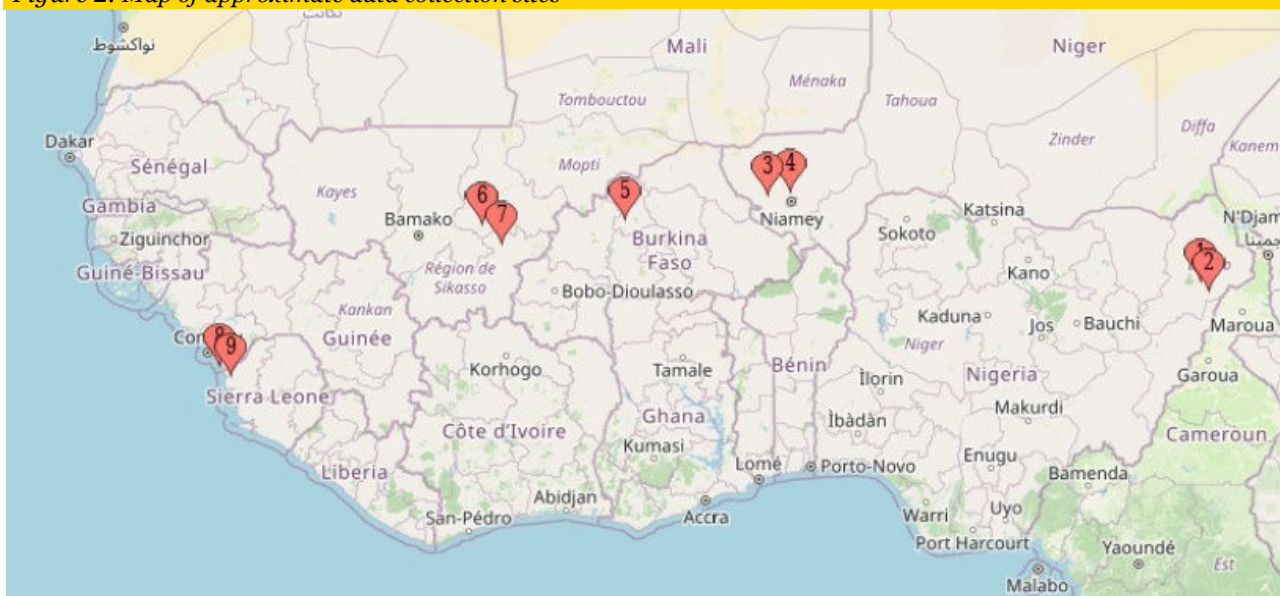 Figure 2. Map of approximate data collection sites
نواكشوط
Mali
Niger
Ménaka
Tombouctou
Tahoua
Dakar
Sénégal
Mopti
Zinder
Diffa
Kanem
3
4
Kayes
6
5
Gambia
Bamako
7
Niamey
Katsina
N'Djam
Ziguinchor
Burkina
Faso
Sokoto
Guiné-Bissau
Région de
Sikasso
Kano
1
2
Bobo-Dioulasso
Kankan
Kaduna
Jos
Bauchi
Maroua
Con
8
9
Guinée
Niger
Korhogo
Tamale
Bénin
Ìlorin
Nigeria
Garoua
Sierra Leone
Ghana
Makurdi
Côte d'Ivoire
Ìbàdàn
Cameroun
Kumasi
Enugu
Liberia
Lomé
Porto-Novo
Bamenda
Abidjan
San-Pédro
Accra
Warri
Uyo
Port Harcourt
Yaoundé
Est
Malabo